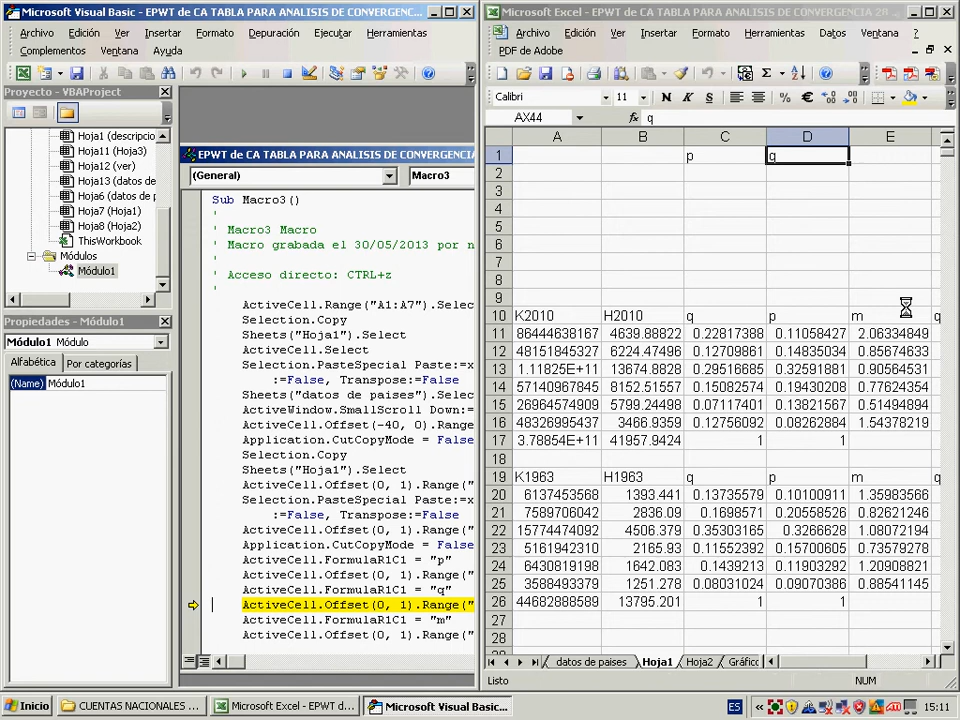 Microsoft Visual Basic - EPWT de CA TABLA PARA ANALISIS DE CONVERGENC...
Archivo Edición Ver Insertar Formato Depuración Ejecutar Herramientas
Complementos Ventana Ayuda
Proyecto - VBAProject
Hoja1 (descripcio
Hoja11 (Hoja3)
Hoja12 (ver)
Hoja13 (datos de
Hoja6 (datos de p
Hoja7 (Hoja1)
Hoja8 (Hoja2)
ThisWorkbook
Módulos
Módulo1
Propiedades - Módulo1
Módulo1 Módulo
Alfabética Por categorías
(Name) Módulo1
EPWT de CA TABLA PARA ANALISIS DE CONVERGENCIA
(General) Macro3
Sub Macro3()
'
' Macro3 Macro
' Macro grabada el 30/05/2013 por n
'
' Acceso directo: CTRL+z
'
ActiveCell.Range("A1:A7").Selec
Selection.Copy
Sheets("Hoja1").Select
ActiveCell.Select
Selection.PasteSpecial Paste:=x
:=False, Transpose:=False
Sheets("datos de paises").Select
ActiveWindow.SmallScroll Down:=
ActiveCell.Offset(-40, 0).Range
Application.CutCopyMode = False
Selection.Copy
Sheets("Hoja1").Select
ActiveCell.Offset(0, 1).Range("
Selection.PasteSpecial Paste:=x
:=False, Transpose:=False
ActiveCell.Offset(0, 1).Range("
Application.CutCopyMode = False
ActiveCell.FormulaR1C1 = "p"
ActiveCell.Offset(0, 1).Range("
ActiveCell.FormulaR1C1 = "q"
ActiveCell.Offset(0, 1).Range("
ActiveCell.FormulaR1C1 = "m"
ActiveCell.Offset(0, 1).Range("
Microsoft Excel - EPWT de CA TABLA PARA ANALISIS DE CONVERGENCIA 28
Archivo Edición Ver Insertar Formato Herramientas Datos Ventana ?
PDF de Adobe
Calibri 11 N K S
AX44 fx q
A B C D E
1 p q
2
3
4
5
6
7
8
9
10 K2010 H2010 q p m q
11 86444638167 4639.88822 0.22817388 0.11058427 2.06334849
12 48151845327 6224.47496 0.12709861 0.14835034 0.85674633
13 1.11825E+11 13674.8828 0.29516685 0.32591881 0.90564531
14 57140967845 8152.51557 0.15082574 0.19430208 0.77624354
15 26964574909 5799.24498 0.07117401 0.13821567 0.51494894
16 48326995437 3466.9359 0.12756092 0.08262884 1.54378219
17 3.78854E+11 41957.9424 1 1
18
19 K1963 H1963 q p m q
20 6137453568 1393.441 0.13735579 0.10100911 1.35983566
21 7589706042 2836.09 0.1698571 0.20558526 0.82621246
22 15774474092 4506.379 0.35303165 0.3266628 1.08072194
23 5161942310 2165.93 0.11552392 0.15700605 0.73579278
24 6430819198 1642.083 0.1439213 0.11903292 1.20908821
25 3588493379 1251.278 0.08031024 0.09070386 0.88541145
26 44682888589 13795.201 1 1
27
28
datos de paises Hoja1 Hoja2 Gráfico
Listo NUM
Inicio CUENTAS NACIONALES ... Microsoft Excel - EPWT d... Microsoft Visual Basic -... ES 15:11